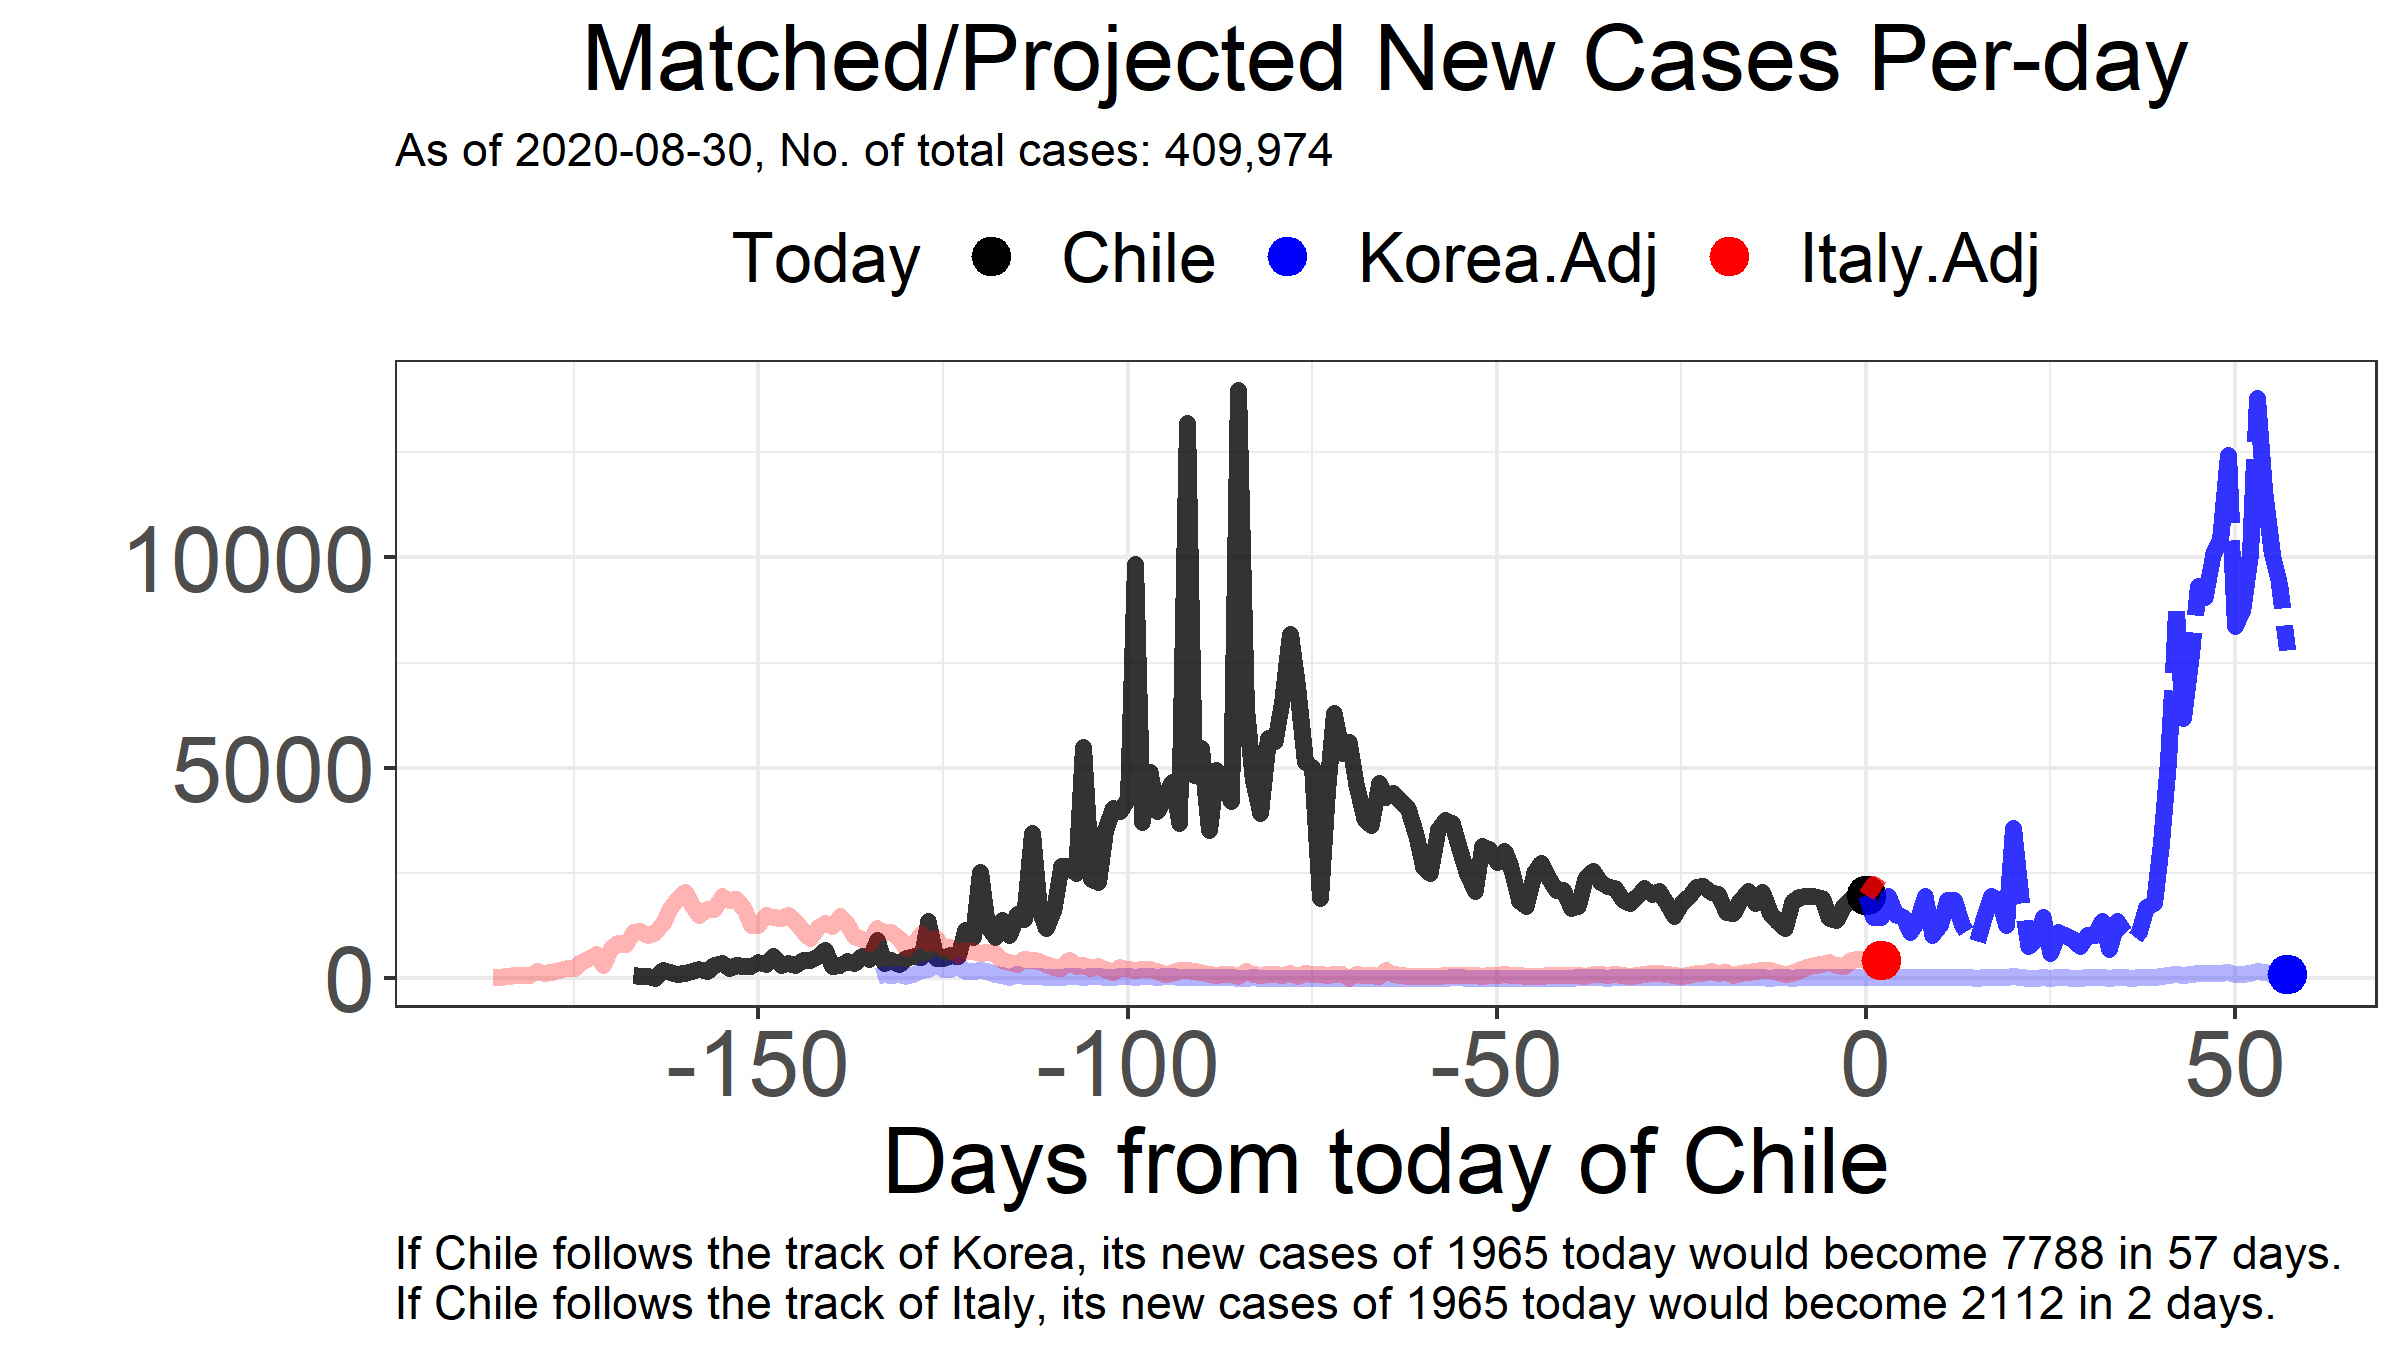 Matched/Projected New Cases Per-day
As of 2020-08-30, No. of total cases: 409,974
Today Chile Korea.Adj Italy.Adj
10000
5000
0
-150 -100 -50 0 50
Days from today of Chile
If Chile follows the track of Korea, its new cases of 1965 today would become 7788 in 57 days.
If Chile follows the track of Italy, its new cases of 1965 today would become 2112 in 2 days.